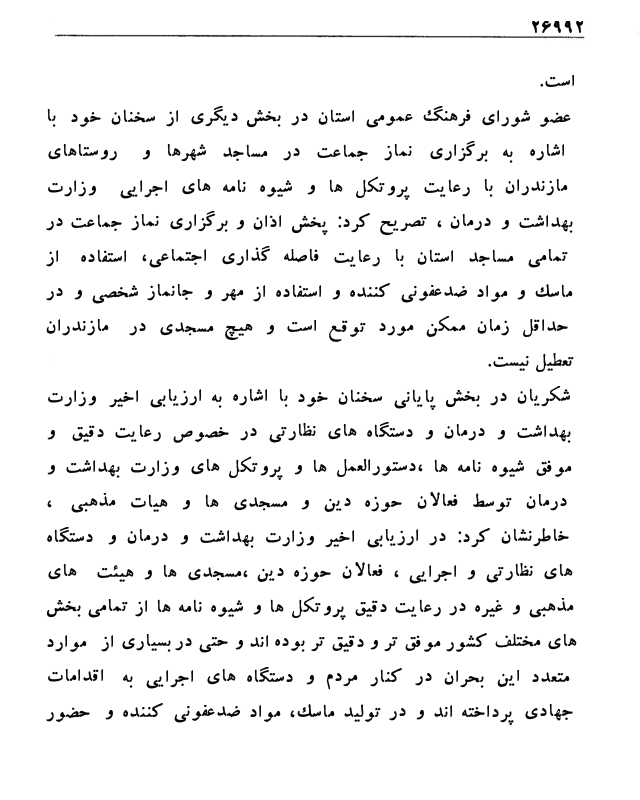 ۲۶۹۹۲
است.
عضو شورای فرهنگ عمومی استان در بخش دیگری از سخنان خود با
اشاره به برگزاری نماز جماعت در مساجد شهرها و روستاهای
مازندران با رعایت پروتکل ها و شیوه نامه های اجرایی وزارت
بهداشت و درمان ، تصریح کرد: پخش اذان و برگزاری نماز جماعت در
تمامی مساجد استان با رعایت فاصله گذاری اجتماعی، استفاده از
ماسك و مواد ضدعفونی کننده و استفاده از مهر و جانماز شخصی و در
حداقل زمان ممکن مورد توقع است و هیچ مسجدی در مازندران
تعطیل نیست.
شکریان در بخش پایانی سخنان خود با اشاره به ارزیابی اخیر وزارت
بهداشت و درمان و دستگاه های نظارتی در خصوص رعایت دقیق و
موفق شیوه نامه ها ،دستورالعمل ها و پروتکل های وزارت بهداشت و
درمان توسط فعالان حوزه دین و مسجدی ها و هیات مذهبی ،
خاطرنشان کرد: در ارزیابی اخیر وزارت بهداشت و درمان و دستگاه
های نظارتی و اجرایی ، فعالان حوزه دین ،مسجدی ها و هیئت های
مذهبی و غیره در رعایت دقیق پروتکل ها و شیوه نامه ها از تمامی بخش
های مختلف کشور موفق تر و دقیق تر بوده اند و حتی در بسیاری از موارد
متعدد این بحران در کنار مردم و دستگاه های اجرایی به اقدامات
جهادی پرداخته اند و در تولید ماسك، مواد ضدعفونی کننده و حضور